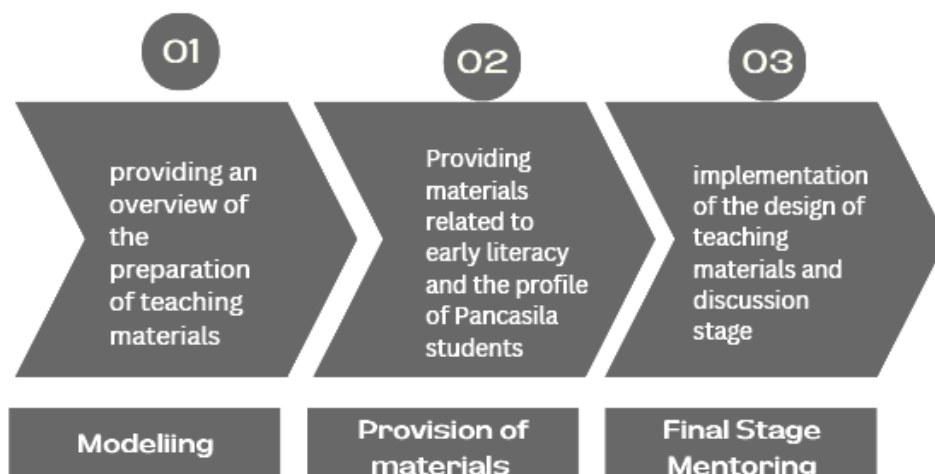 01
providing an
overview of
the
preparation
of teaching
materials
Modeliing
02
Providing
materials
related to
early literacy
and the profile
of Pancasila
students
Provision of
materials
03
implementation
of the design of
teaching
materials and
discussion
stage
Final Stage
Mentoring